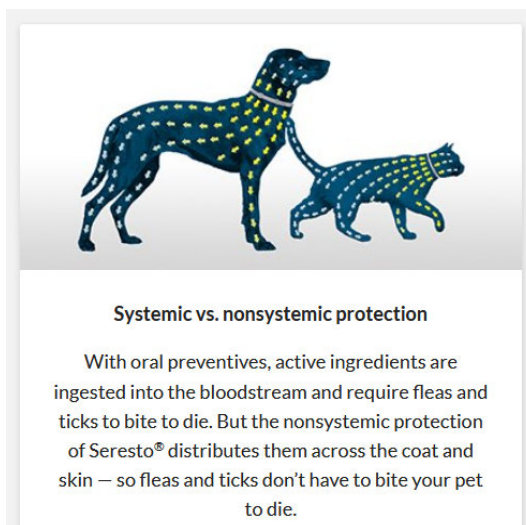 Systemic vs. nonsystemic protection
With oral preventives, active ingredients are
ingested into the bloodstream and require fleas and
ticks to bite to die. But the nonsystemic protection
of Seresto® distributes them across the coat and
skin — so fleas and ticks don’t have to bite your pet
to die.